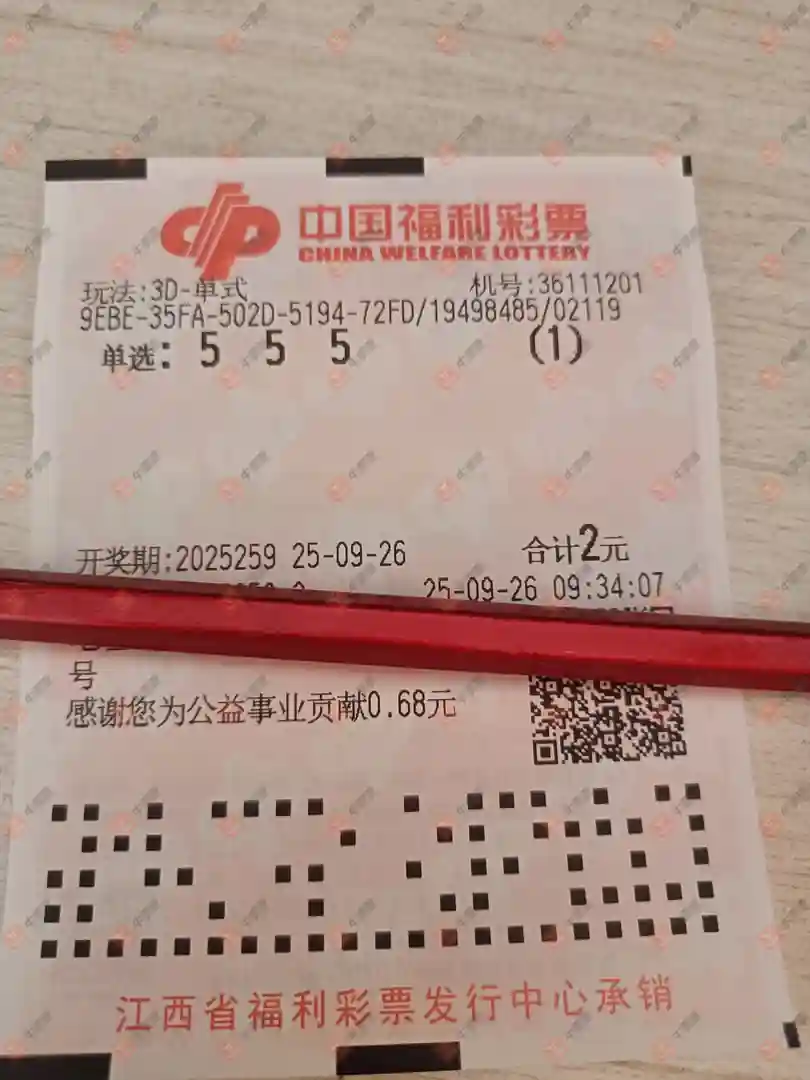 中国福利彩票
CHINA WELFARE LOTTERY
玩法:3D-单式 机号:36111201
9EBE-35FA-502D-5194-72FD/19498485/02119
单选: 5 5 5 (1)
开奖期:2025259 25-09-26 合计2元
25-09-26 09:34:07
号
感谢您为公益事业贡献0.68元
江西省福利彩票发行中心承销